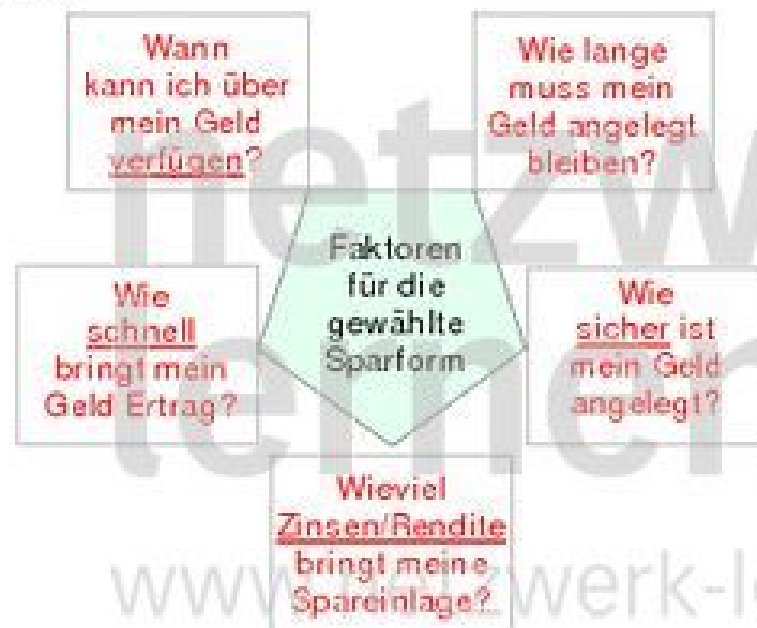 Wann
kann ich über
mein Geld
verfügen?
Wie lange
muss mein
Geld angelegt
bleiben?
Faktoren
für die
gewählte
Sparform
Wie
schnell
bringt mein
Geld Ertrag?
Wie
sicher ist
mein Geld
angelegt?
Wieviel
Zinsen/Rendite
bringt meine
Spareinlage?
netzw
lernen
www.netzwerk-l